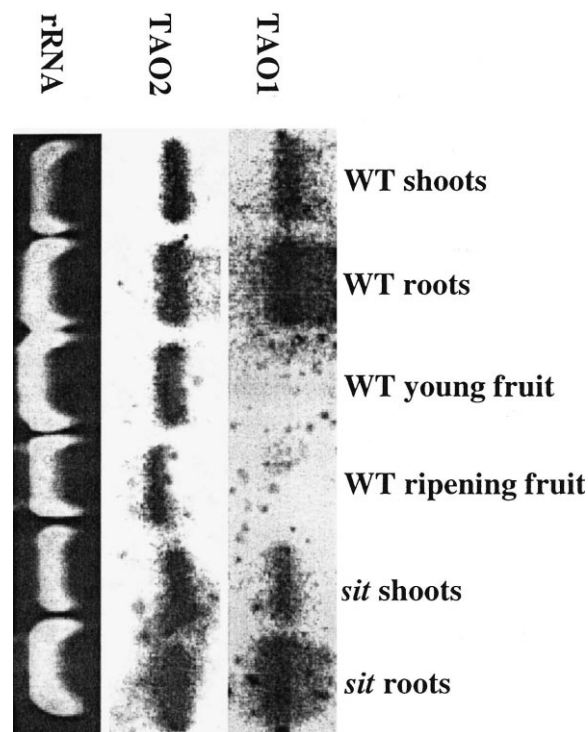 rRNA
TAO2
TAO1
WT shoots
WT roots
WT young fruit
WT ripening fruit
sit shoots
sit roots